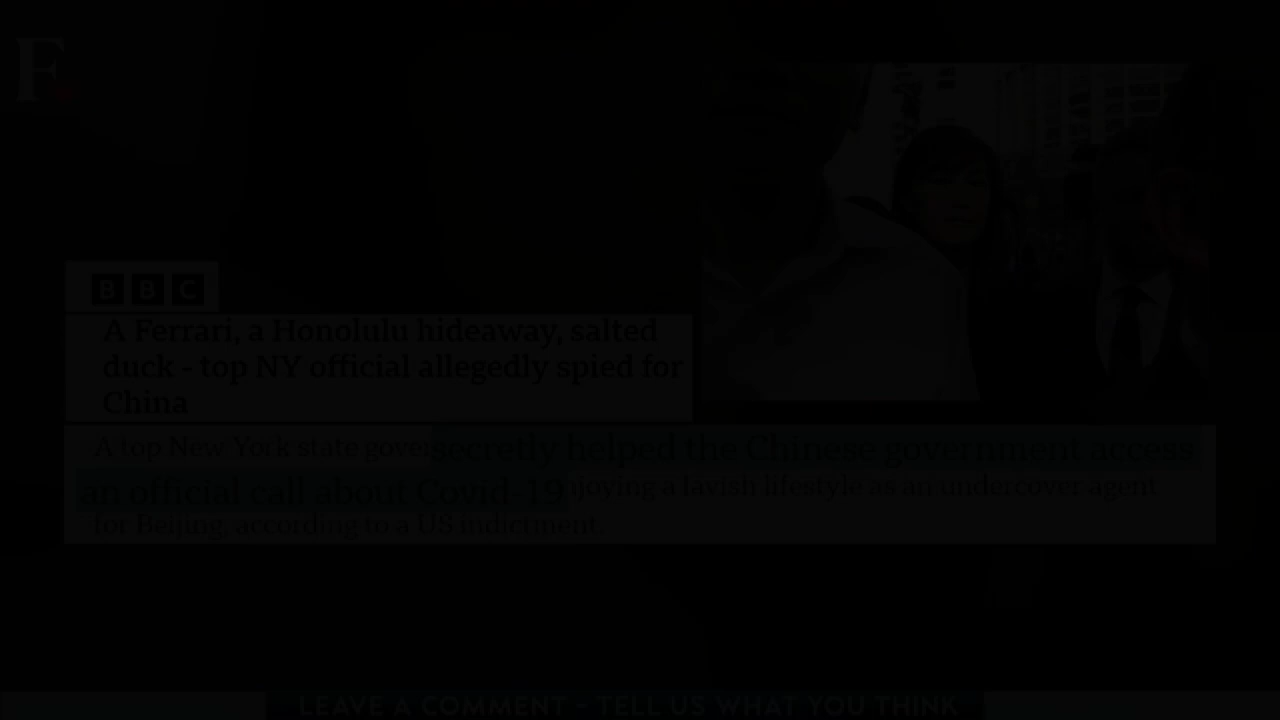 F
BBC
A Ferrari, a Honolulu hideaway, salted
duck - top NY official allegedly spied for
China
A top New York state gover secretly helped the Chinese government access
an official call about Covid-19 njoying a lavish lifestyle as an undercover agent
for Beijing, according to a US indictment.
LEAVE A COMMENT - TELL US WHAT YOU THINK